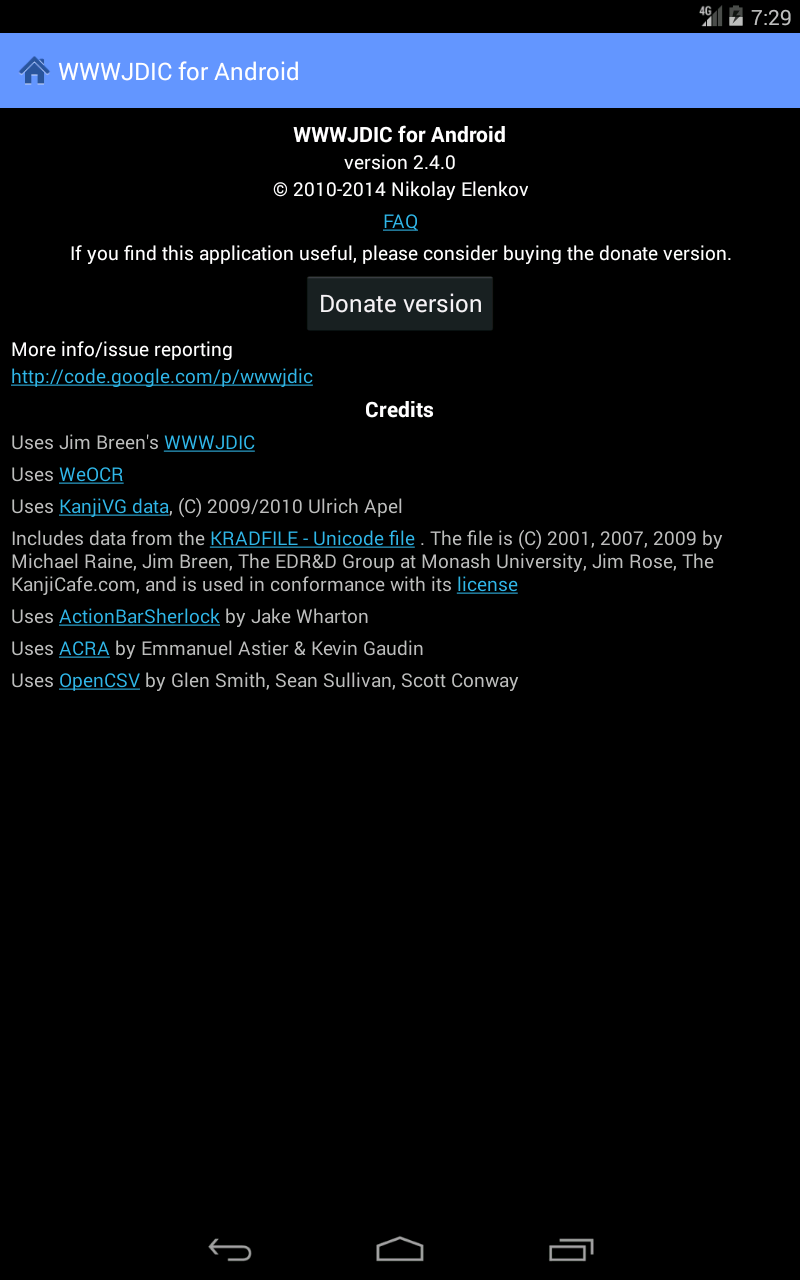 4G 7:29
WWWJDIC for Android
WWWJDIC for Android
version 2.4.0
© 2010-2014 Nikolay Elenkov
FAQ
If you find this application useful, please consider buying the donate version.
Donate version
More info/issue reporting
http://code.google.com/p/wwwjdic
Credits
Uses Jim Breen's WWWJDIC
Uses WeOCR
Uses KanjiVG data, (C) 2009/2010 Ulrich Apel
Includes data from the KRADFILE - Unicode file . The file is (C) 2001, 2007, 2009 by
Michael Raine, Jim Breen, The EDR&D Group at Monash University, Jim Rose, The
KanjiCafe.com, and is used in conformance with its license
Uses ActionBarSherlock by Jake Wharton
Uses ACRA by Emmanuel Astier & Kevin Gaudin
Uses OpenCSV by Glen Smith, Sean Sullivan, Scott Conway